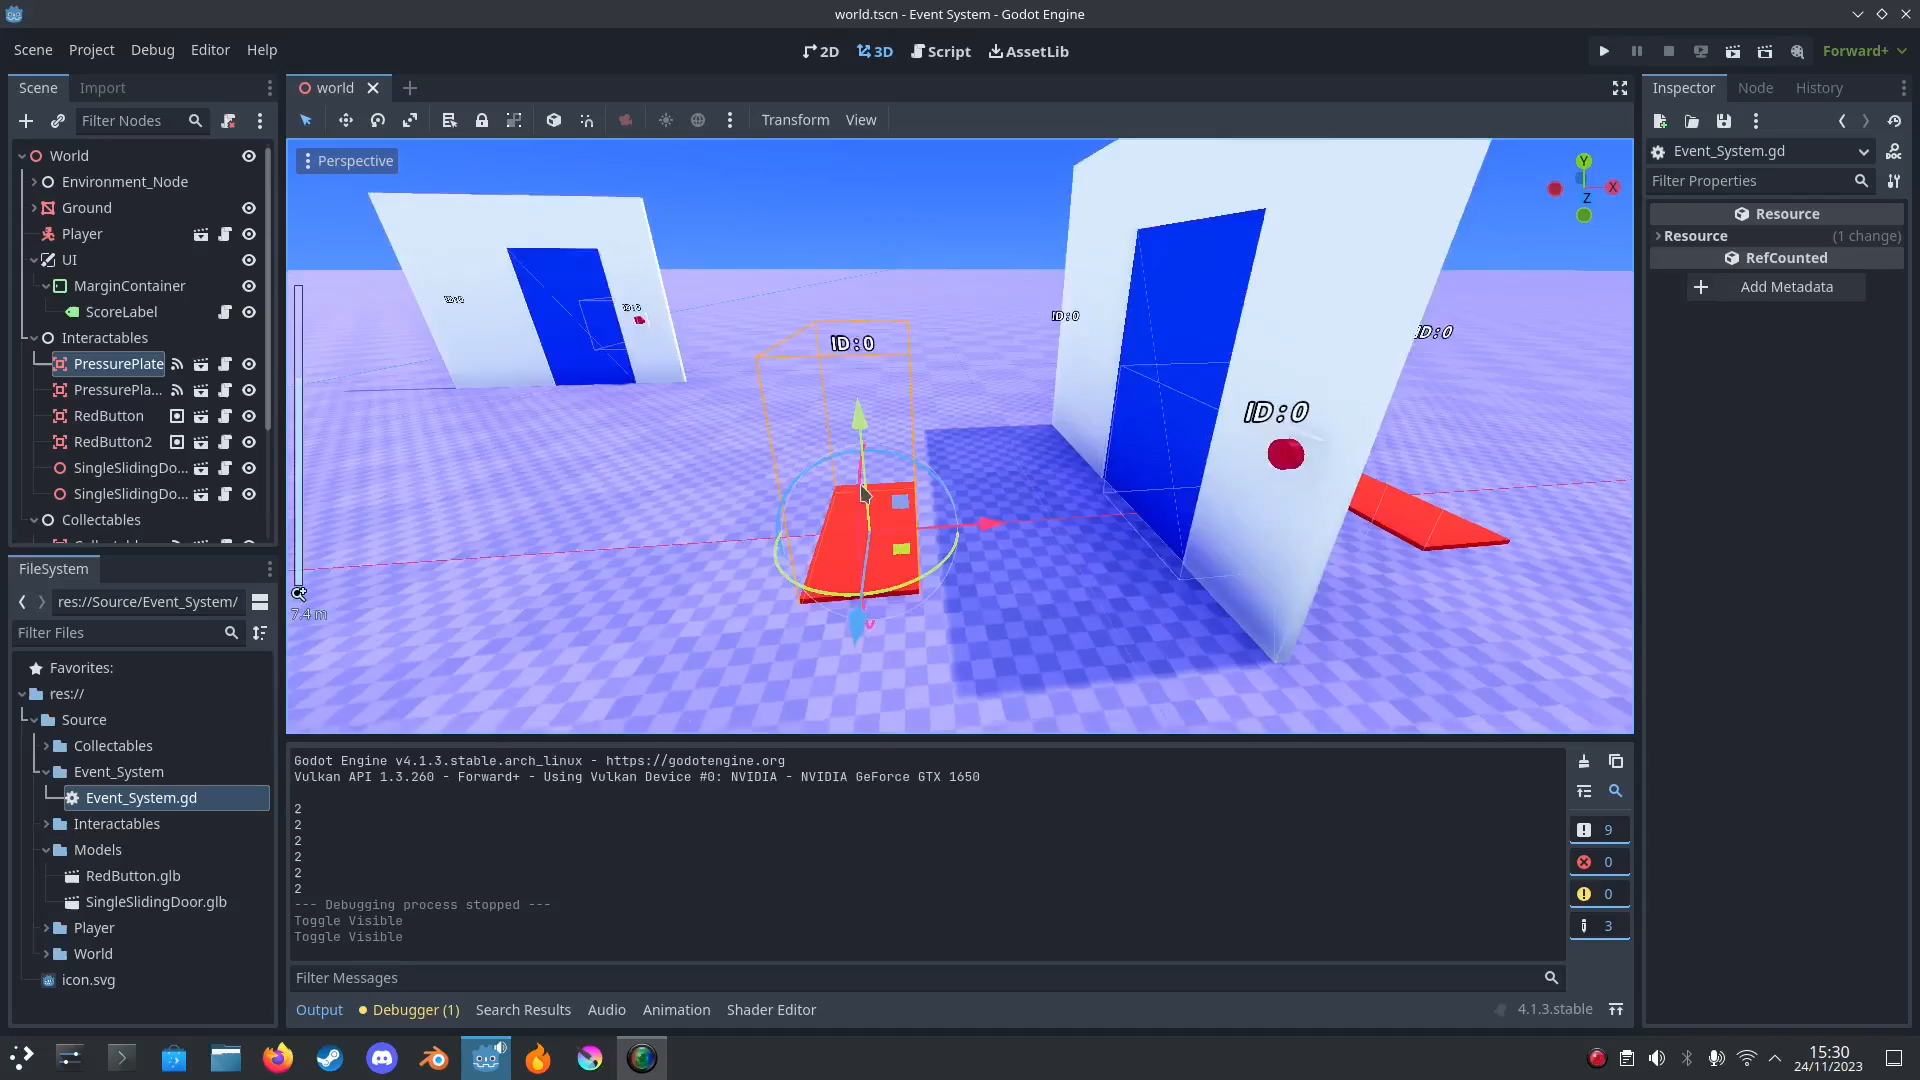 world.tscn - Event System - Godot Engine
Scene Project Debug Editor Help
2D 3D Script AssetLib
Forward+
Scene Import
world
Inspector Node History
Filter Nodes
Transform View
World
Environment_Node
Ground
Player
UI
MarginContainer
ScoreLabel
Interactables
PressurePlate
PressurePla...
RedButton
RedButton2
SingleSlidingDo...
SingleSlidingDo...
Collectables
Perspective
Y
X
Z
ID:0
ID:0
ID:0
ID:0
ID:0
ID:0
7.4 m
Event_System.gd
Filter Properties
Resource
Resource (1 change)
RefCounted
Add Metadata
FileSystem
res://Source/Event_System/
Filter Files
Favorites:
res://
Source
Collectables
Event_System
Event_System.gd
Interactables
Models
RedButton.glb
SingleSlidingDoor.glb
Player
World
icon.svg
Godot Engine v4.1.3.stable.arch_linux - https://godotengine.org
Vulkan API 1.3.260 - Forward+ - Using Vulkan Device #0: NVIDIA - NVIDIA GeForce GTX 1650
2
2
2
2
2
2
--- Debugging process stopped ---
Toggle Visible
Toggle Visible
9
0
0
3
Filter Messages
Output Debugger (1) Search Results Audio Animation Shader Editor
4.1.3.stable
15:30
24/11/2023